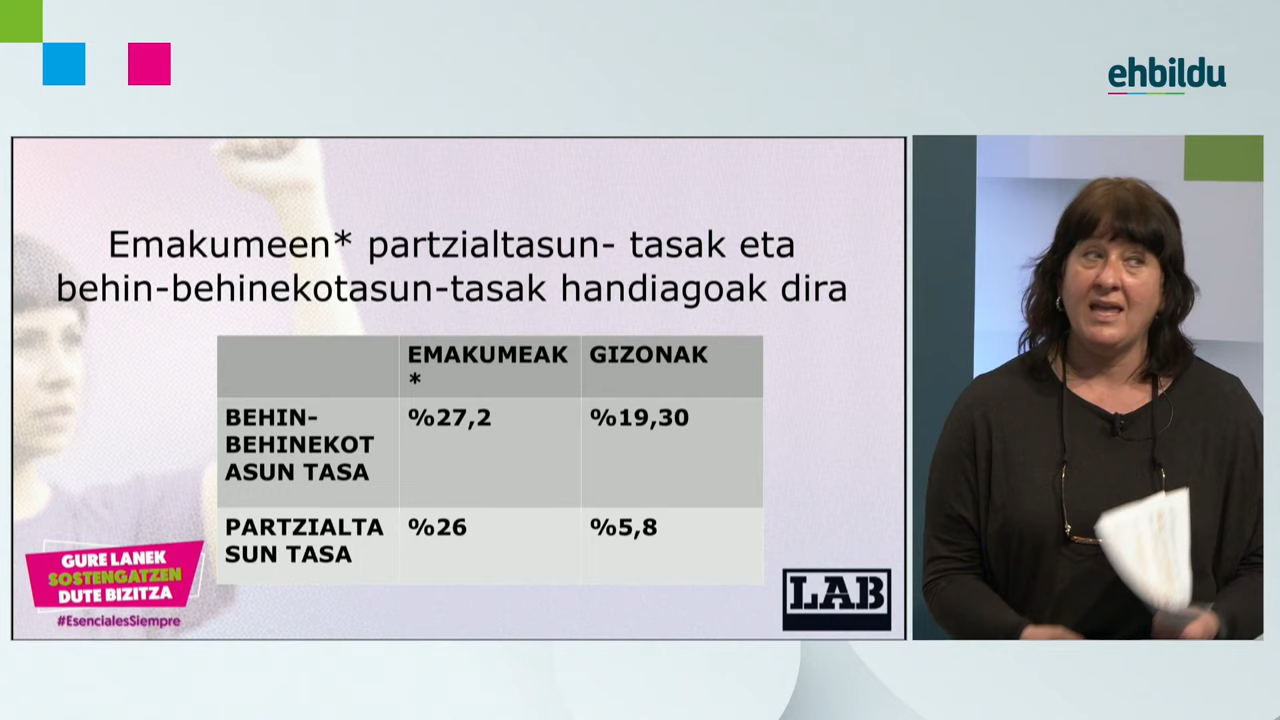 ehbildu
Emakumeen* partzialtasun- tasak eta
behin-behinekotasun-tasak handiagoak dira
EMAKUMEAK GIZONAK
*
BEHIN- %27,2 %19,30
BEHINEKOT
ASUN TASA
PARTZIALTA %26 %5,8
SUN TASA
GURE LANEK
SOSTENGATZEN
DUTE BIZITZA
#EsencialesSiempre
LAB